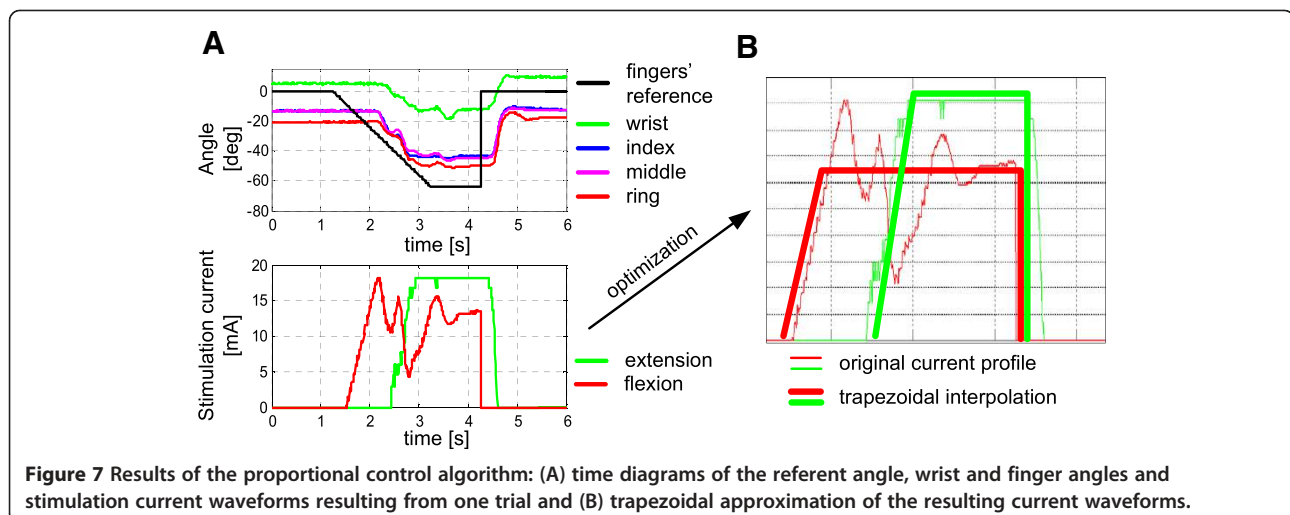 A
B
0
-20
-40
-60
-80
Angle
[deg]
0 1 2 3 4 5 6
time [s]
fingers'
reference
wrist
index
middle
ring
20
15
10
5
0
Stimulation current
[mA]
0 1 2 3 4 5 6
time [s]
extension
flexion
optimization
original current profile
trapezoidal interpolation
Figure 7 Results of the proportional control algorithm: (A) time diagrams of the referent angle, wrist and finger angles and
stimulation current waveforms resulting from one trial and (B) trapezoidal approximation of the resulting current waveforms.